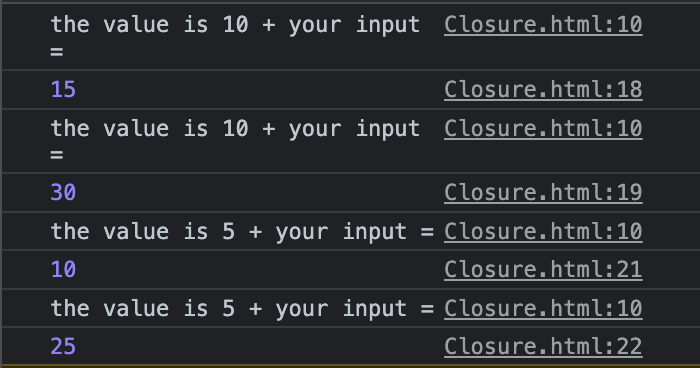 the value is 10 + your input Closure.html:10
=
15 Closure.html:18
the value is 10 + your input Closure.html:10
=
30 Closure.html:19
the value is 5 + your input = Closure.html:10
10 Closure.html:21
the value is 5 + your input = Closure.html:10
25 Closure.html:22